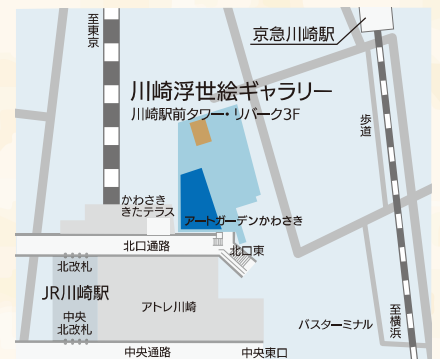 至東京
京急川崎駅
川崎浮世絵ギャラリー
川崎駅前タワー・リバーク3F
歩道
かわさき
きたテラス
アートガーデンかわさき
北口通路
北口東
北改札
JR川崎駅
アトレ川崎
中央
北改札
バスターミナル
至横浜
中央通路
中央東口